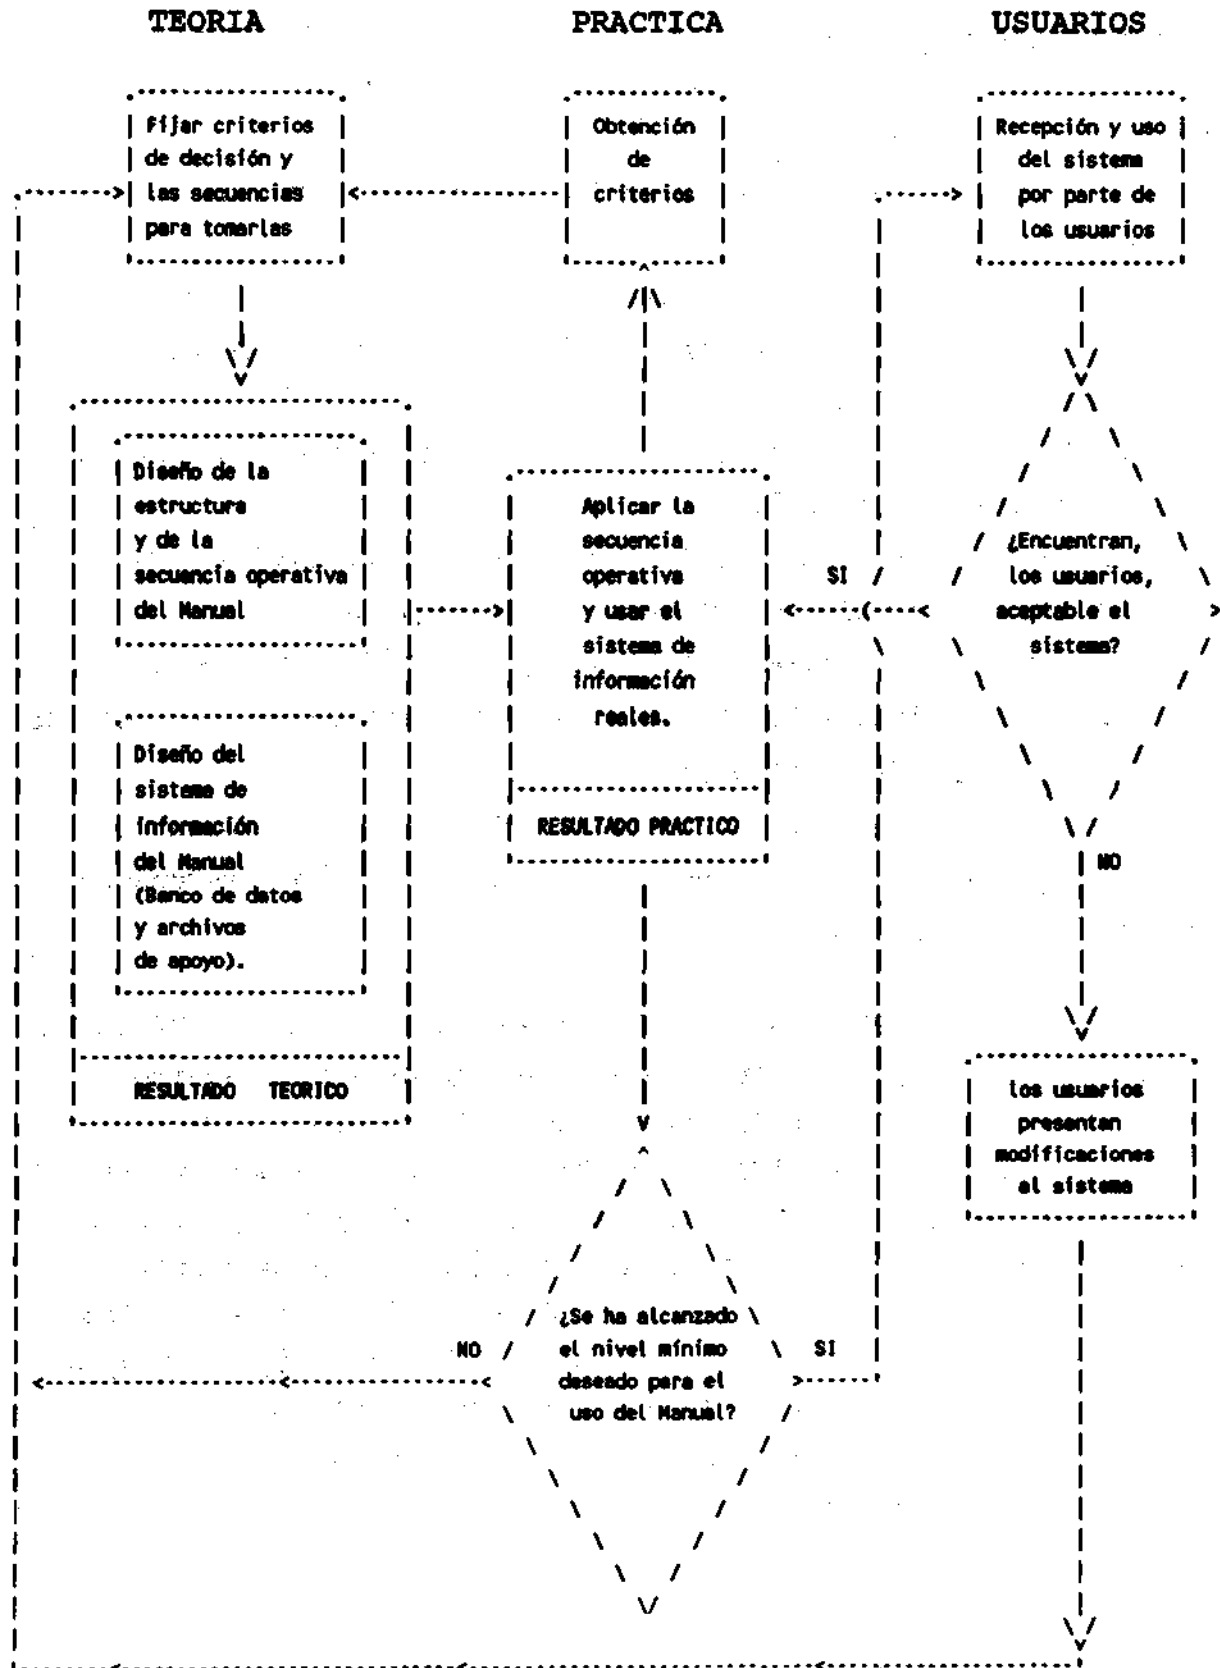 TEORIA
PRACTICA
USUARIOS
Fijar criterios
de decisión y
las secuencias
para tomarlas
Obtención
de
criterios
Recepción y uso
del sistema
por parte de
los usuarios
Diseño de la
estructura
y de la
secuencia operativa
del Manual
Diseño del
sistema de
información
del Manual
(Banco de datos
y archivos
de apoyo).
RESULTADO TEORICO
Aplicar la
secuencia
operativa
y usar el
sistema de
información
reales.
RESULTADO PRACTICO
SI
¿Encuentran,
los usuarios,
aceptable el
sistema?
NO
los usuarios
presentan
modificaciones
al sistema
¿Se ha alcanzado
el nivel mínimo
deseado para el
uso del Manual?
NO
SI